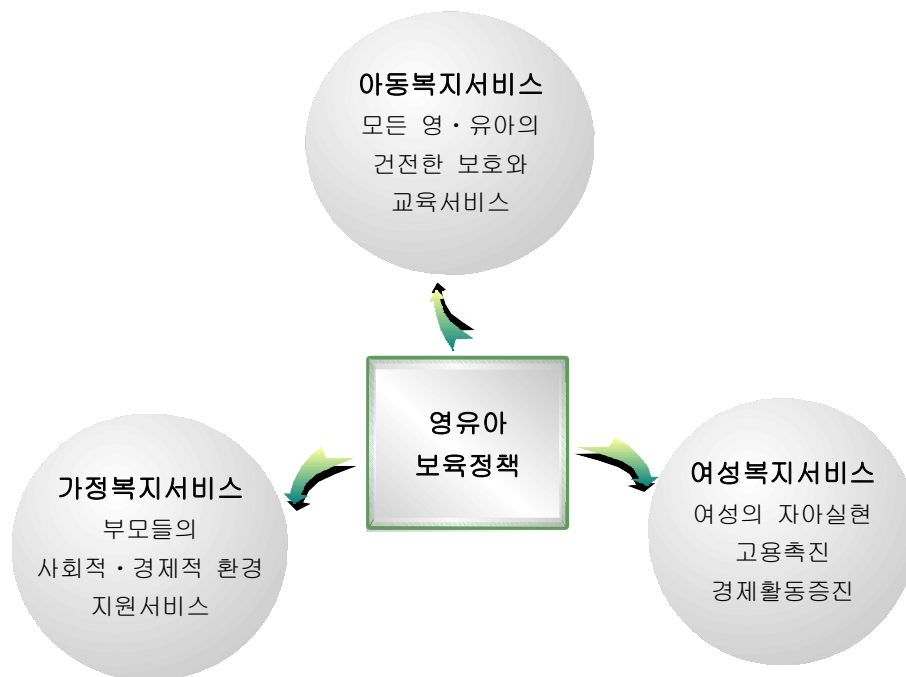 아동복지서비스
모든 영·유아의
건전한 보호와
교육서비스
영유아
보육정책
가정복지서비스
부모들의
사회적·경제적 환경
지원서비스
여성복지서비스
여성의 자아실현
고용촉진
경제활동증진